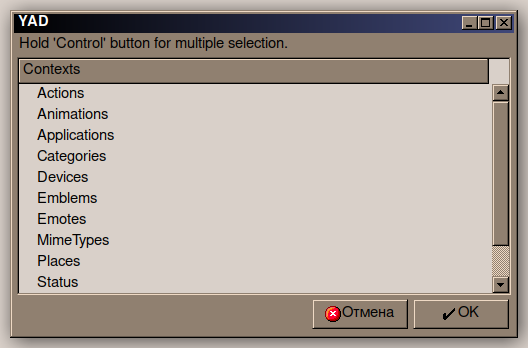 YAD
Hold 'Control' button for multiple selection.
Contexts
Actions
Animations
Applications
Categories
Devices
Emblems
Emotes
MimeTypes
Places
Status
Отмена
OK